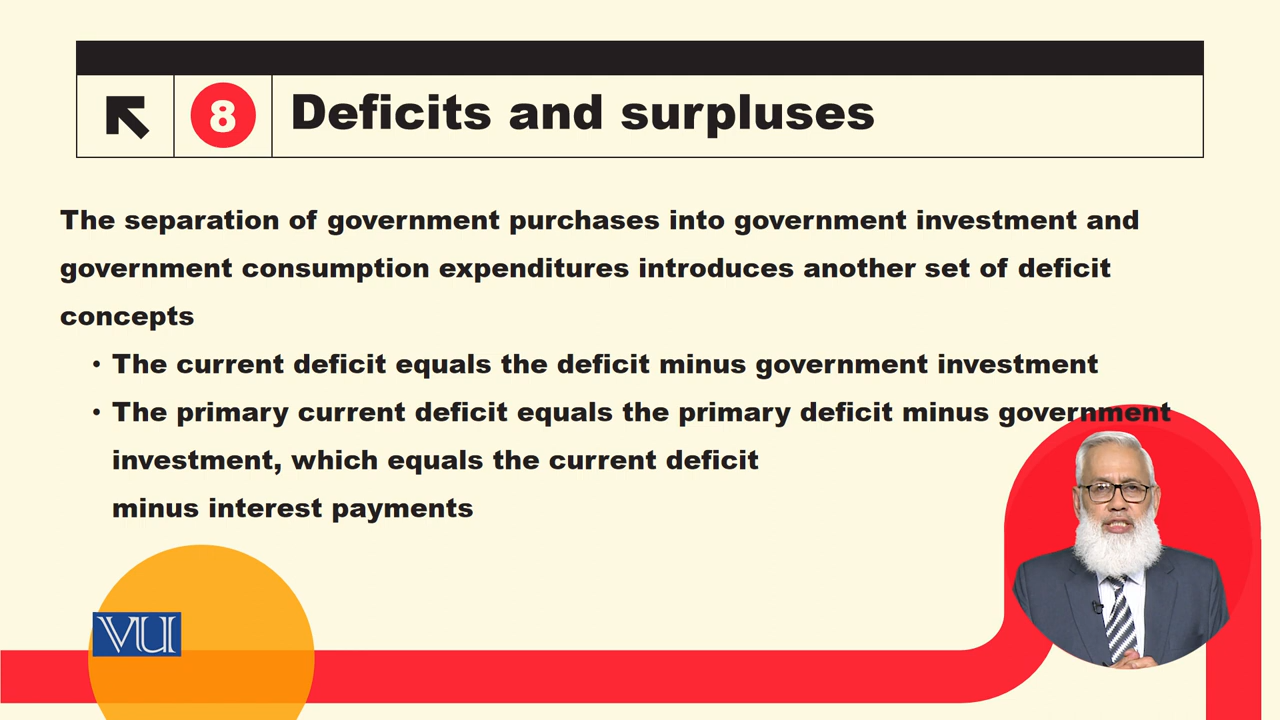 8
Deficits and surpluses
The separation of government purchases into government investment and
government consumption expenditures introduces another set of deficit
concepts
• The current deficit equals the deficit minus government investment
• The primary current deficit equals the primary deficit minus government
investment, which equals the current deficit
minus interest payments
VU